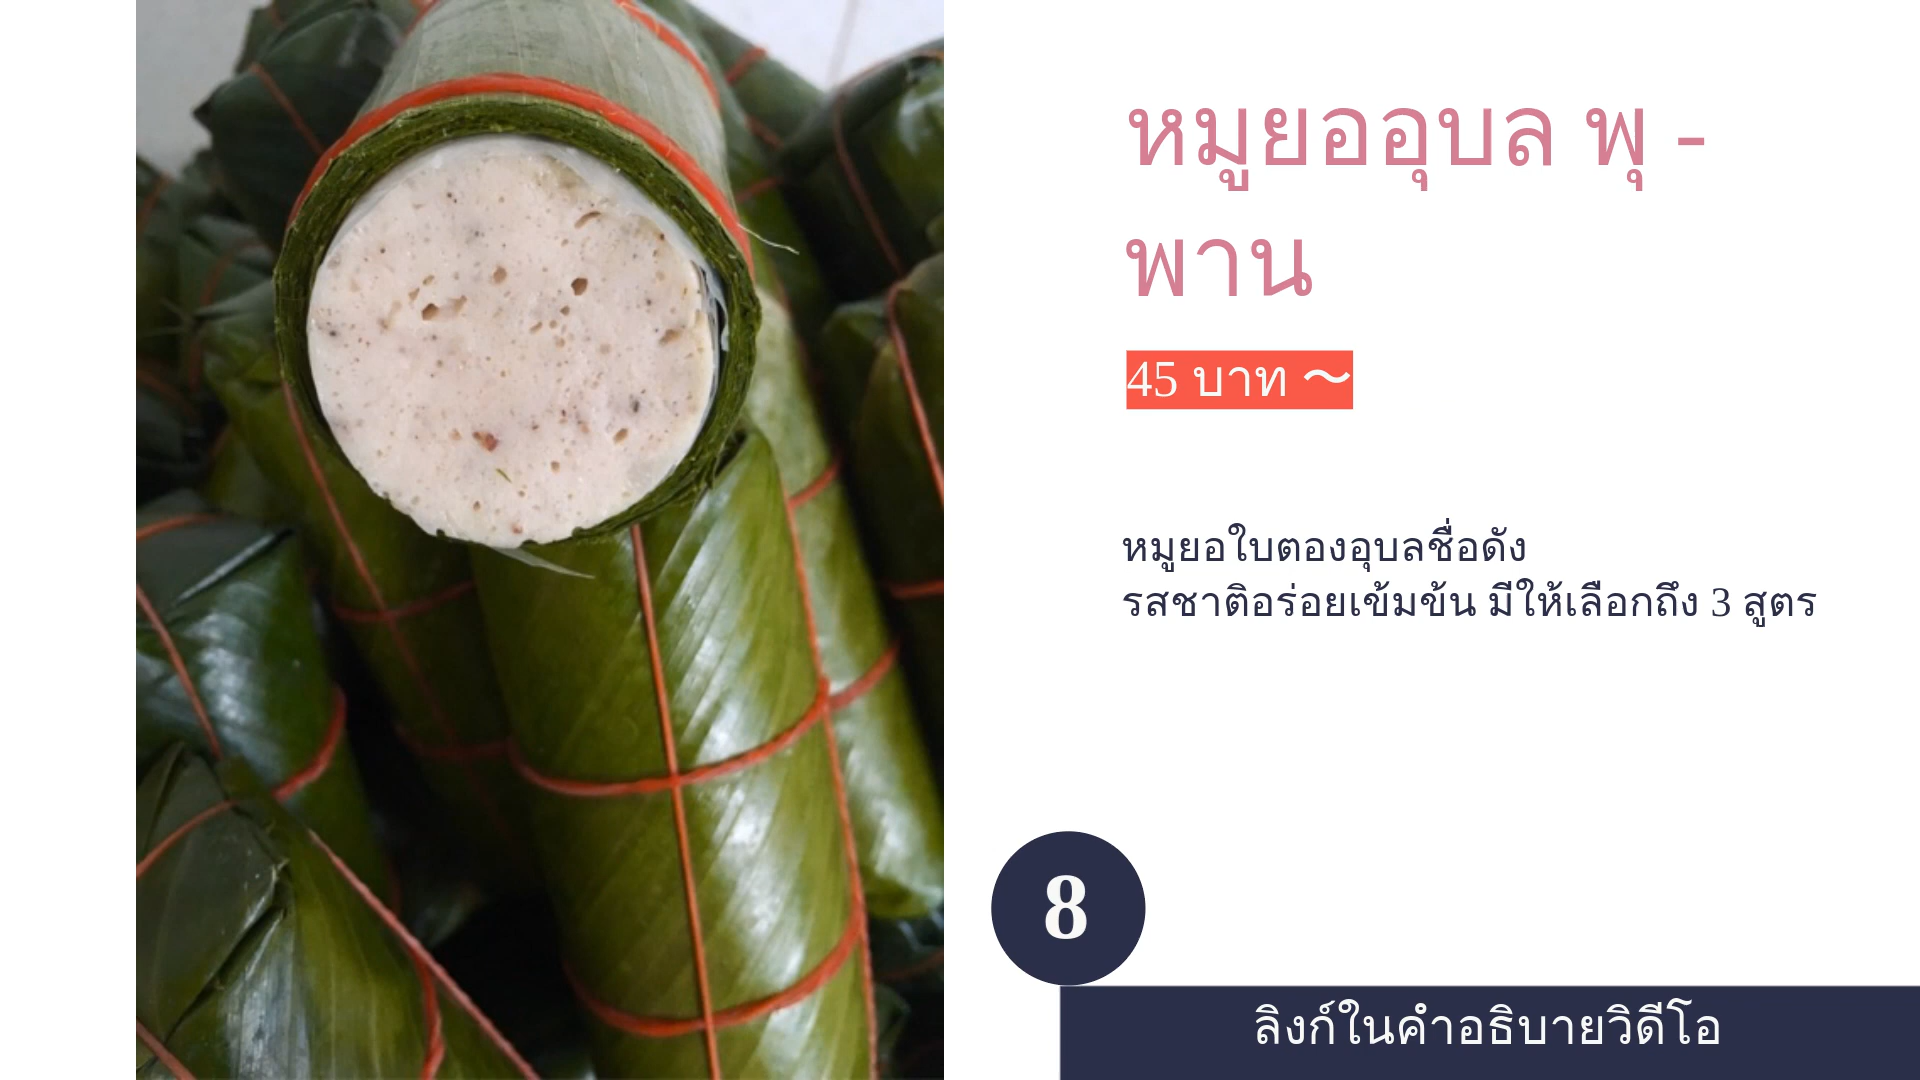 หมูยออุบล พุ -
พาน
45 บาท 〜
หมูยอใบตองอุบลชื่อดัง
รสชาติอร่อยเข้มข้น มีให้เลือกถึง 3 สูตร
8
ลิงก์ในคำอธิบายวิดีโอ